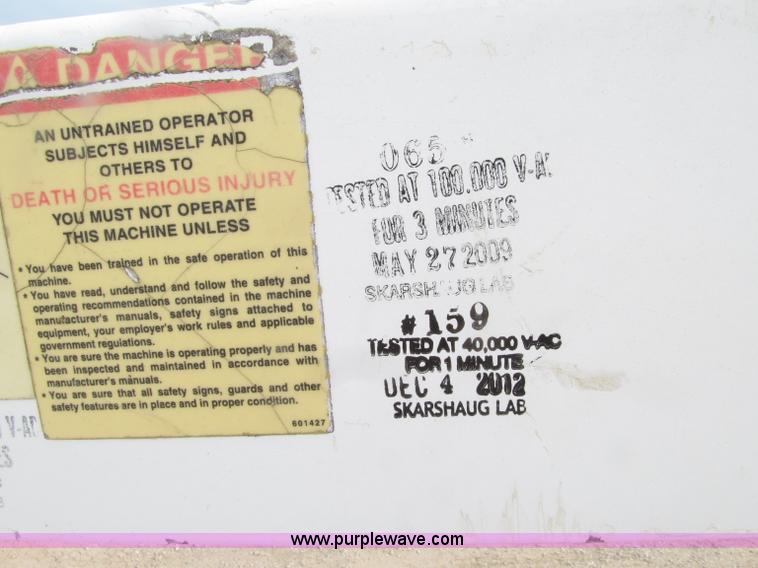 DANGER
AN UNTRAINED OPERATOR
SUBJECTS HIMSELF AND
OTHERS TO
DEATH OR SERIOUS INJURY
YOU MUST NOT OPERATE
THIS MACHINE UNLESS
• You have been trained in the safe operation of this
machine.
• You have read, understand and follow the safety and
operating recommendations contained in the machine
manufacturer's manuals, safety signs attached to
equipment, your employer's work rules and applicable
government regulations.
• You are sure the machine is operating properly and has
been inspected and maintained in accordance with
manufacturer's manuals.
• You are sure that all safety signs, guards and other
safety features are in place and in proper condition.
601427
065
TESTED AT 100,000 V-AC
FOR 3 MINUTES
MAY 27 2009
SKARSHAUG LAB
#159
TESTED AT 40,000 V-AC
FOR 1 MINUTE
DEC 4 2012
SKARSHAUG LAB
V-AC
www.purplewave.com